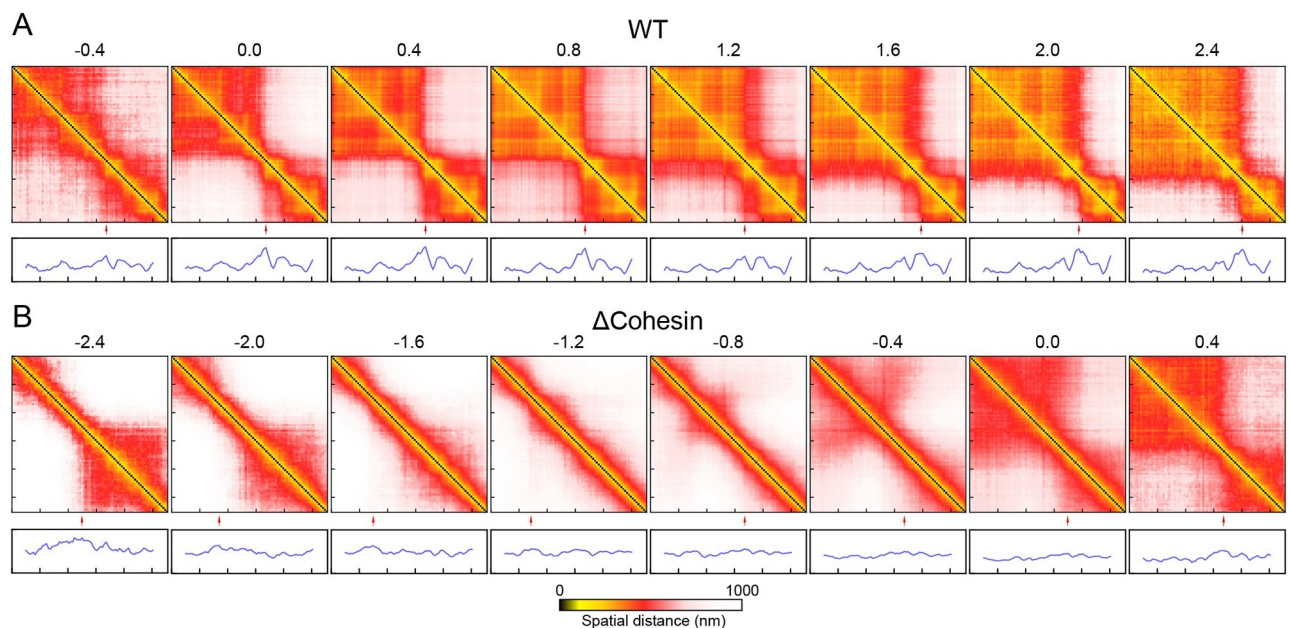 A
WT
-0.4 0.0 0.4 0.8 1.2 1.6 2.0 2.4
B
ΔCohesin
-2.4 -2.0 -1.6 -1.2 -0.8 -0.4 0.0 0.4
0 1000
Spatial distance (nm)